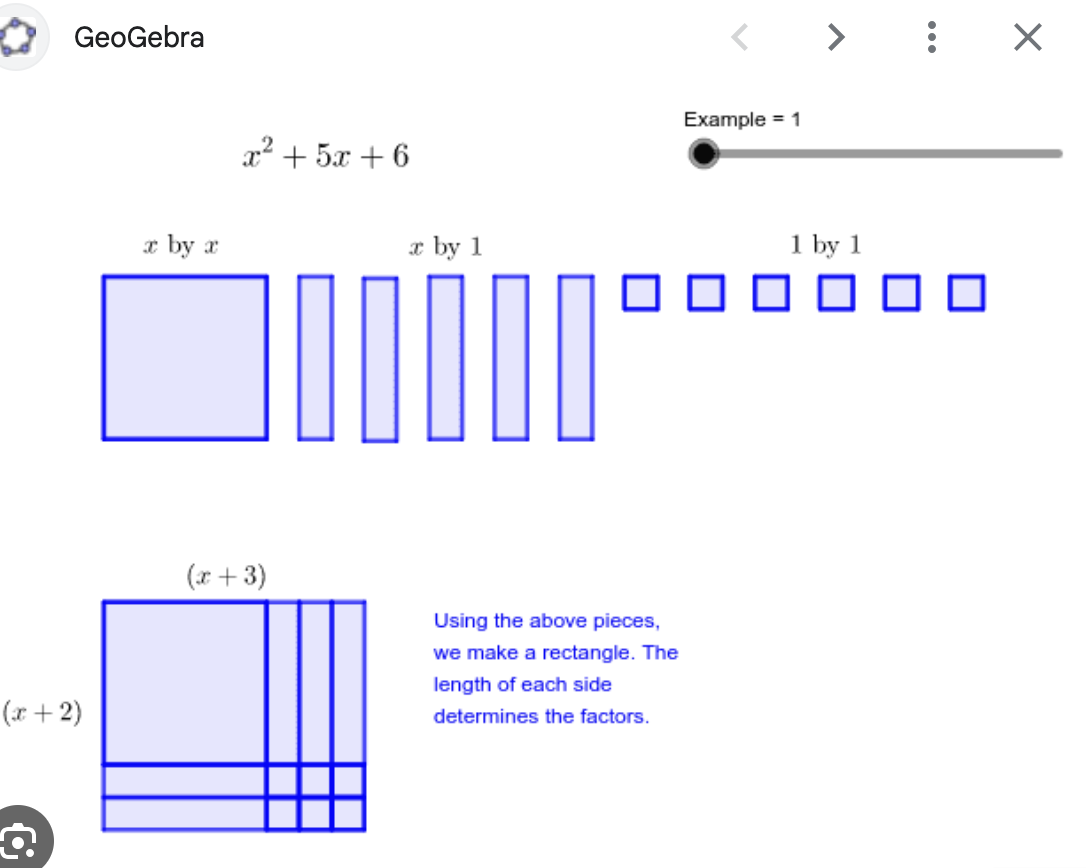 GeoGebra
Example = 1
x² + 5x + 6
x by x
x by 1
1 by 1
(x + 3)
Using the above pieces,
we make a rectangle. The
length of each side
determines the factors.
(x + 2)